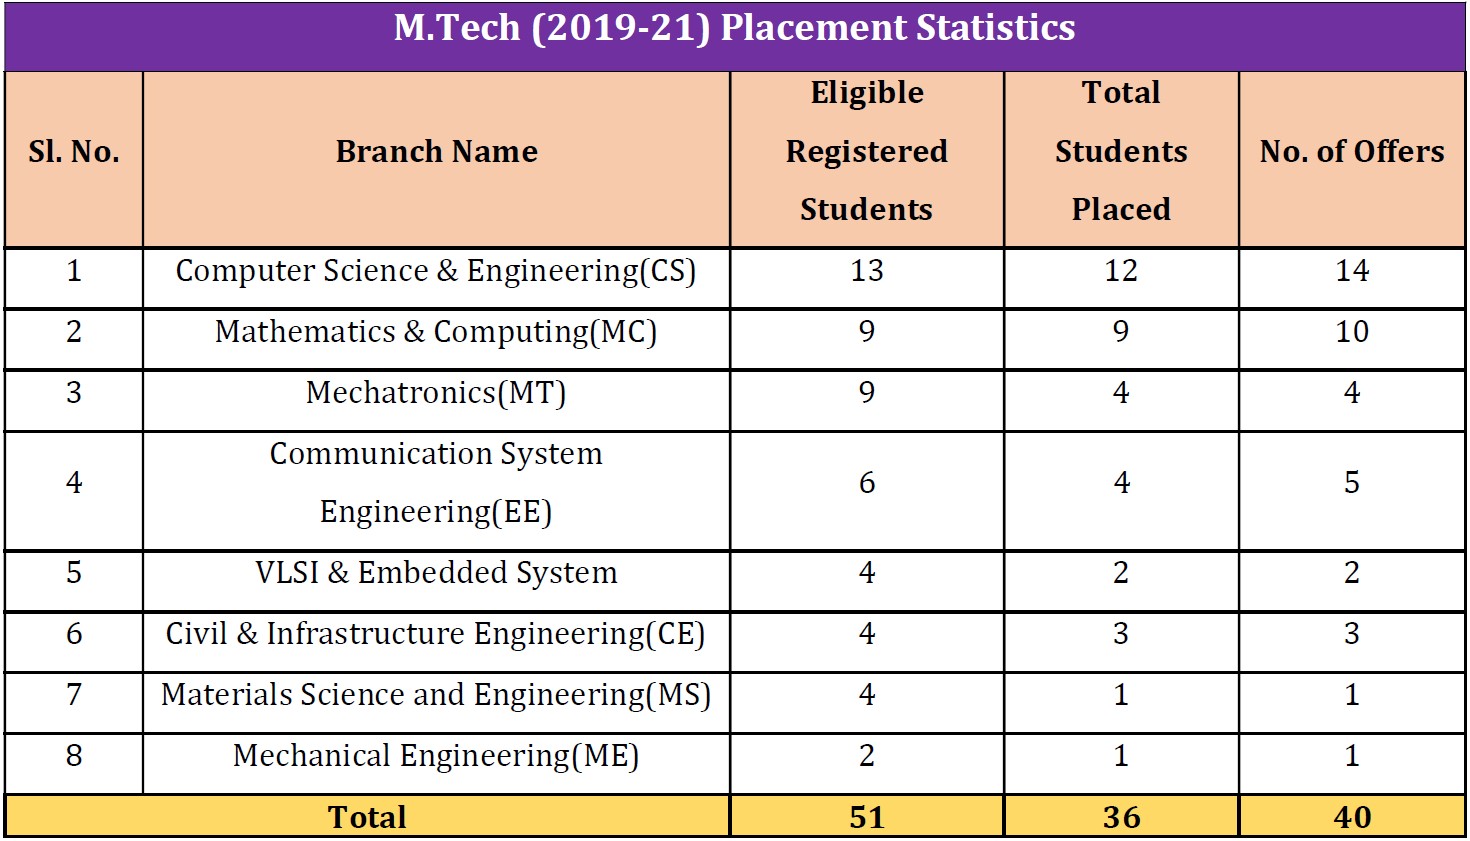 M.Tech (2019-21) Placement Statistics
Sl. No. Branch Name Eligible Registered Students Total Students Placed No. of Offers
1 Computer Science & Engineering(CS) 13 12 14
2 Mathematics & Computing(MC) 9 9 10
3 Mechatronics(MT) 9 4 4
4 Communication System Engineering(EE) 6 4 5
5 VLSI & Embedded System 4 2 2
6 Civil & Infrastructure Engineering(CE) 4 3 3
7 Materials Science and Engineering(MS) 4 1 1
8 Mechanical Engineering(ME) 2 1 1
Total 51 36 40